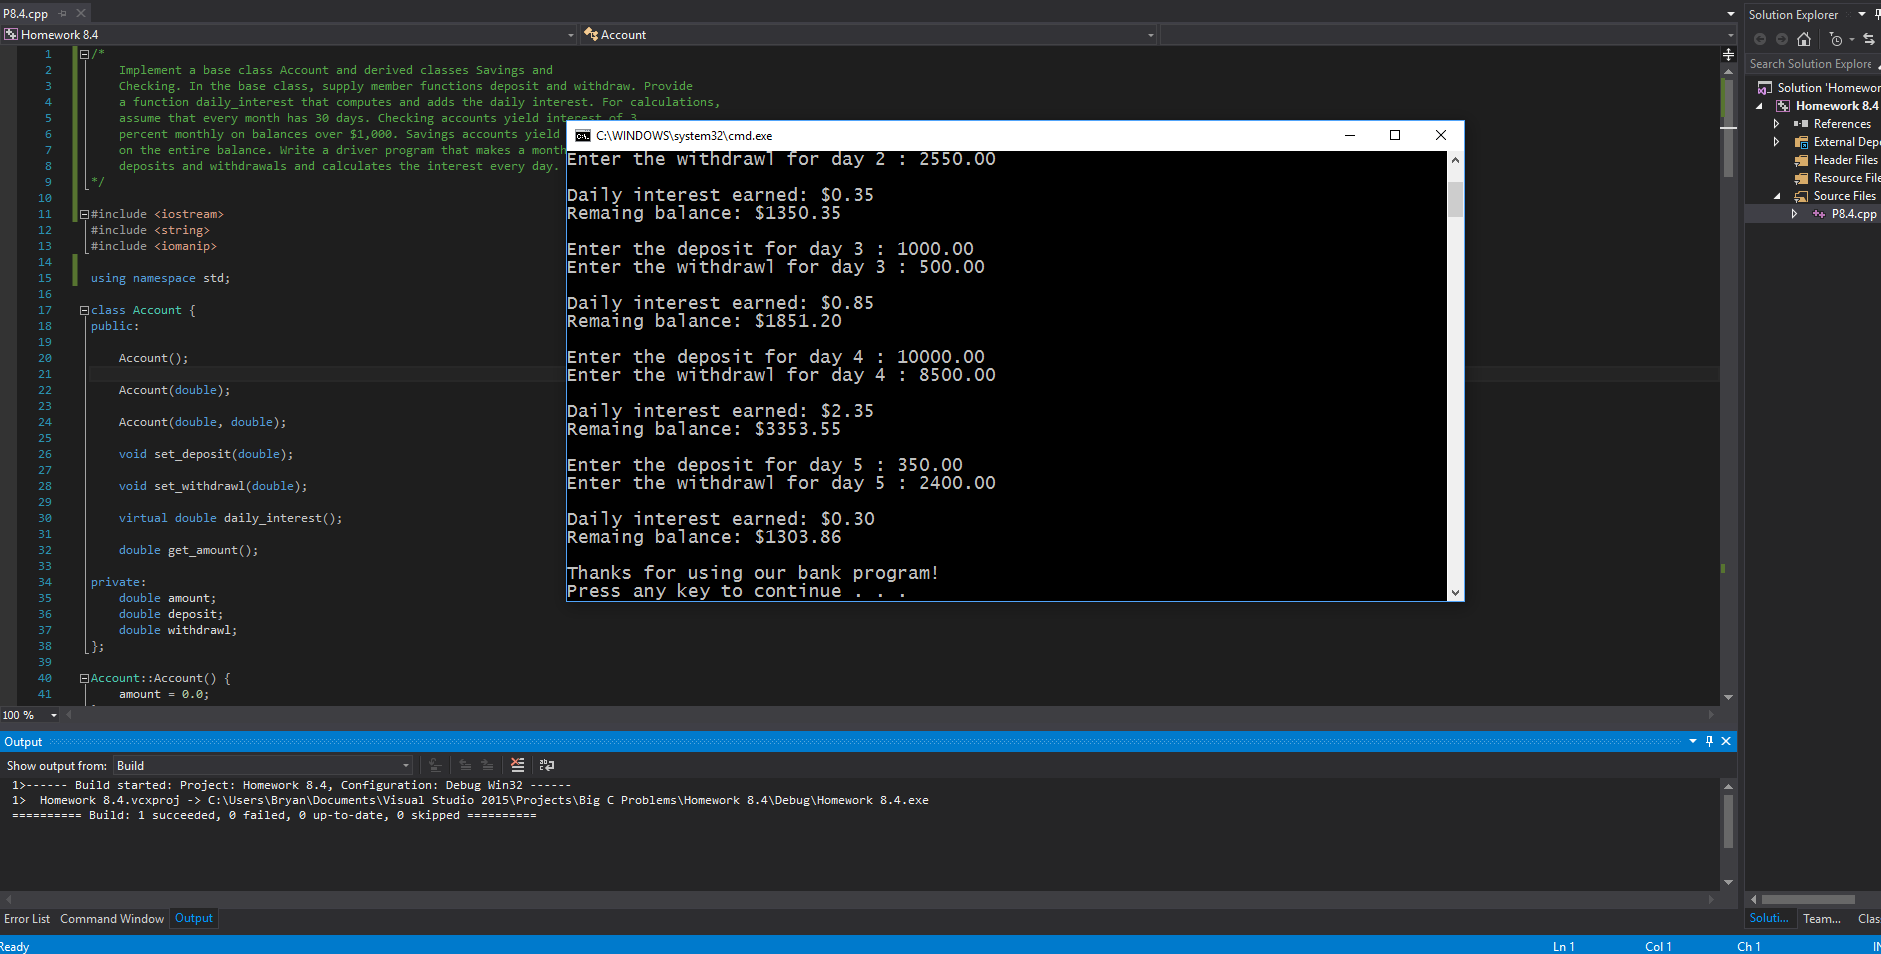 P8.4.cpp
Homework 8.4
Account
1 /*
2 Implement a base class Account and derived classes Savings and
3 Checking. In the base class, supply member functions deposit and withdraw. Provide
4 a function daily_interest that computes and adds the daily interest. For calculations,
5 assume that every month has 30 days. Checking accounts yield interest of 3
6 percent monthly on balances over $1,000. Savings accounts yield
7 on the entire balance. Write a driver program that makes a month
8 deposits and withdrawals and calculates the interest every day.
9 */
10
11 #include <iostream>
12 #include <string>
13 #include <iomanip>
14
15 using namespace std;
16
17 class Account {
18 public:
19
20 Account();
21
22 Account(double);
23
24 Account(double, double);
25
26 void set_deposit(double);
27
28 void set_withdrawl(double);
29
30 virtual double daily_interest();
31
32 double get_amount();
33
34 private:
35 double amount;
36 double deposit;
37 double withdrawl;
38 };
39
40 Account::Account() {
41 amount = 0.0;
100 %
C:\WINDOWS\system32\cmd.exe
Enter the withdrawl for day 2 : 2550.00
Daily interest earned: $0.35
Remaing balance: $1350.35
Enter the deposit for day 3 : 1000.00
Enter the withdrawl for day 3 : 500.00
Daily interest earned: $0.85
Remaing balance: $1851.20
Enter the deposit for day 4 : 10000.00
Enter the withdrawl for day 4 : 8500.00
Daily interest earned: $2.35
Remaing balance: $3353.55
Enter the deposit for day 5 : 350.00
Enter the withdrawl for day 5 : 2400.00
Daily interest earned: $0.30
Remaing balance: $1303.86
Thanks for using our bank program!
Press any key to continue . . .
Solution Explorer
Search Solution Explore
Solution 'Homewor
Homework 8.4
References
External Depe
Header Files
Resource File
Source Files
P8.4.cpp
Output
Show output from: Build
1>------ Build started: Project: Homework 8.4, Configuration: Debug Win32 ------
1> Homework 8.4.vcxproj -> C:\Users\Bryan\Documents\Visual Studio 2015\Projects\Big C Problems\Homework 8.4\Debug\Homework 8.4.exe
========== Build: 1 succeeded, 0 failed, 0 up-to-date, 0 skipped ==========
Error List Command Window Output
Soluti... Team... Clas
Ready Ln 1 Col 1 Ch 1 IN